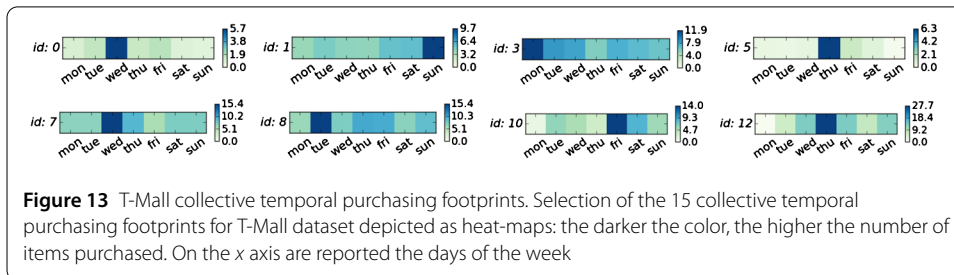 id: 0
5.7
3.8
1.9
0.0
mon tue wed thu fri sat sun
id: 1
9.7
6.4
3.2
0.0
mon tue wed thu fri sat sun
id: 3
11.9
7.9
4.0
0.0
mon tue wed thu fri sat sun
id: 5
6.3
4.2
2.1
0.0
mon tue wed thu fri sat sun
id: 7
15.4
10.3
5.1
0.0
mon tue wed thu fri sat sun
id: 8
15.4
10.2
5.1
0.0
mon tue wed thu fri sat sun
id: 10
14.0
9.3
4.7
0.0
mon tue wed thu fri sat sun
id: 12
27.7
18.4
9.2
0.0
mon tue wed thu fri sat sun
Figure 13 T-Mall collective temporal purchasing footprints. Selection of the 15 collective temporal
purchasing footprints for T-Mall dataset depicted as heat-maps: the darker the color, the higher the number of
items purchased. On the x axis are reported the days of the week